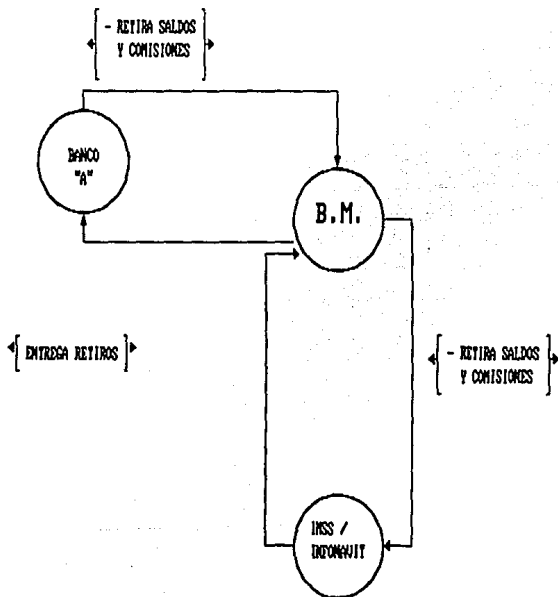 - RETIRA SALDOS
Y COMISIONES
BANCO
"A"
B.M.
ENTREGA RETIROS
- RETIRA SALDOS
Y COMISIONES
IMSS /
INFONAVIT